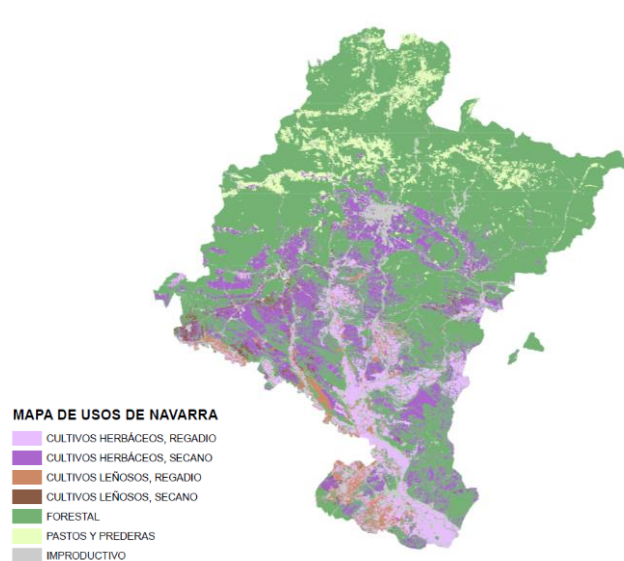 MAPA DE USOS DE NAVARRA
CULTIVOS HERBÁCEOS, REGADIO
CULTIVOS HERBÁCEOS, SECANO
CULTIVOS LEÑOSOS, REGADIO
CULTIVOS LEÑOSOS, SECANO
FORESTAL
PASTOS Y PREDERAS
IMPRODUCTIVO